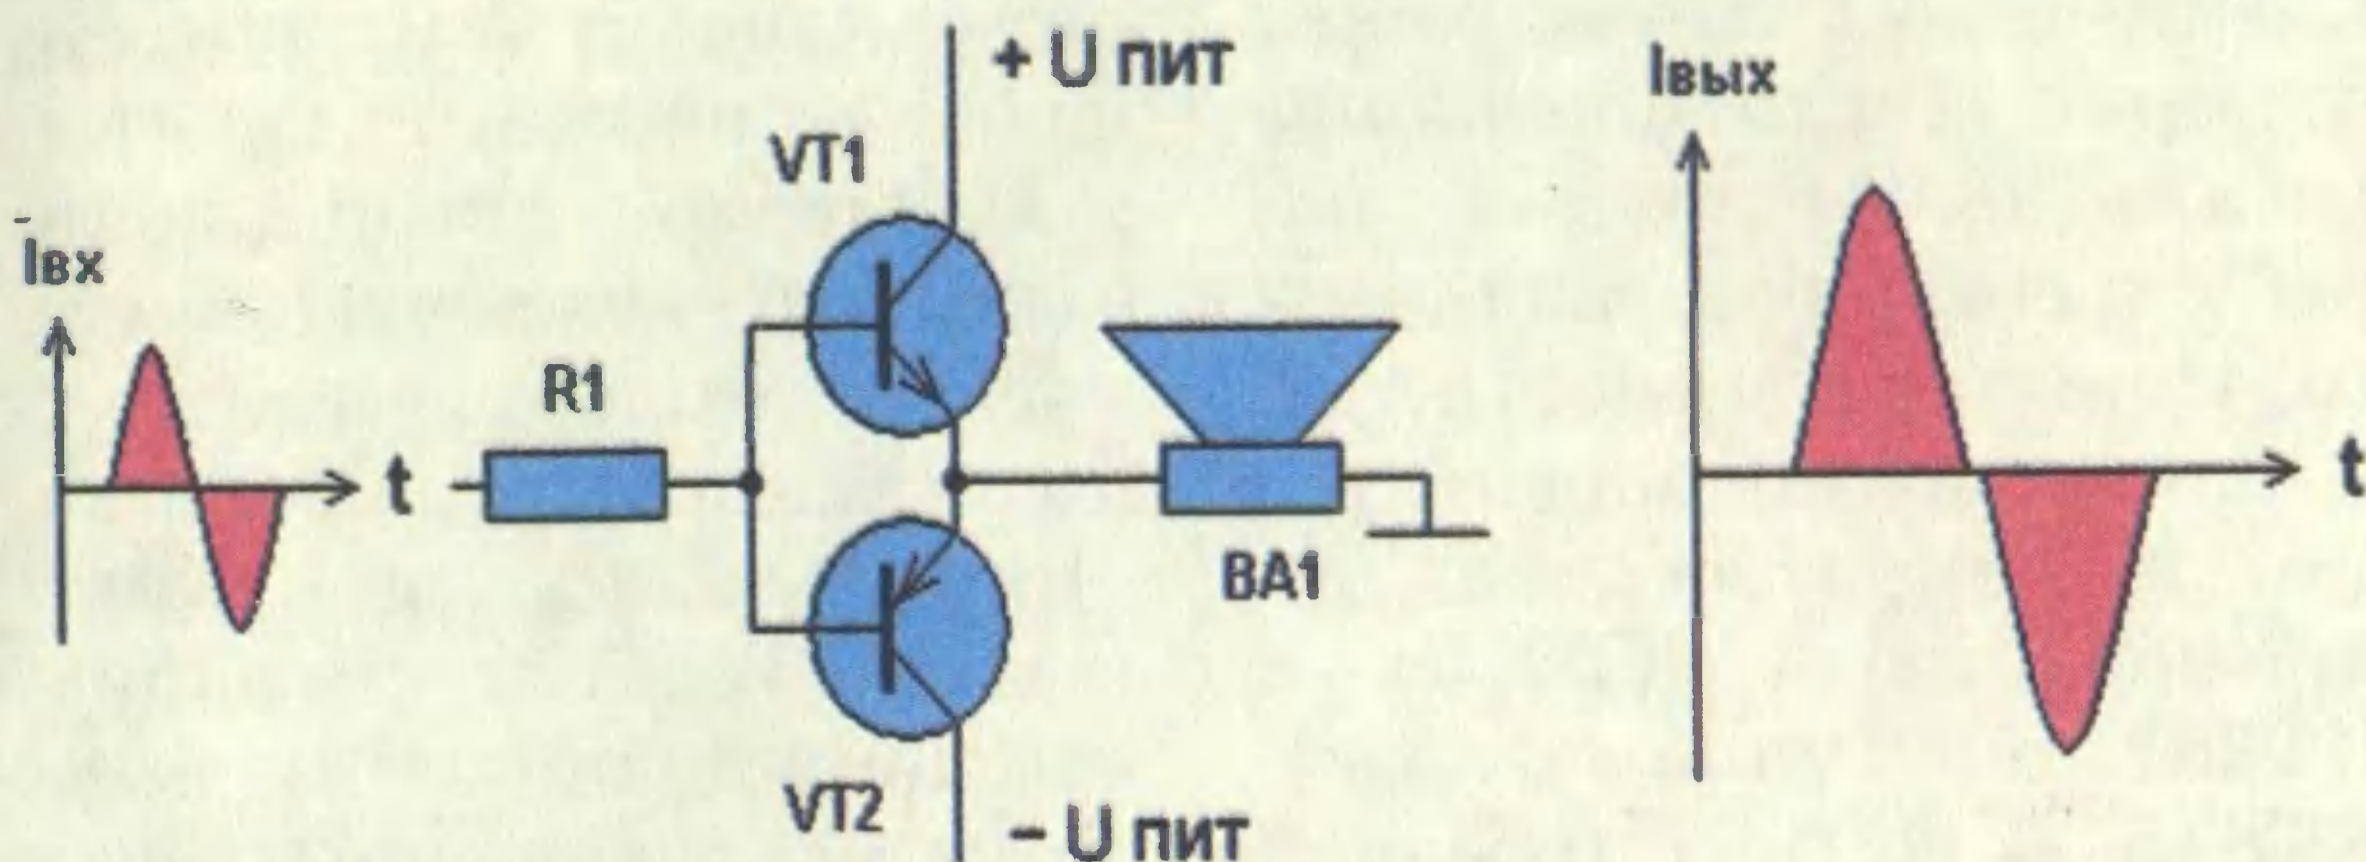 + U пит
Iвых
VT1
Iвх
R1
t
t
BA1
VT2
– U пит